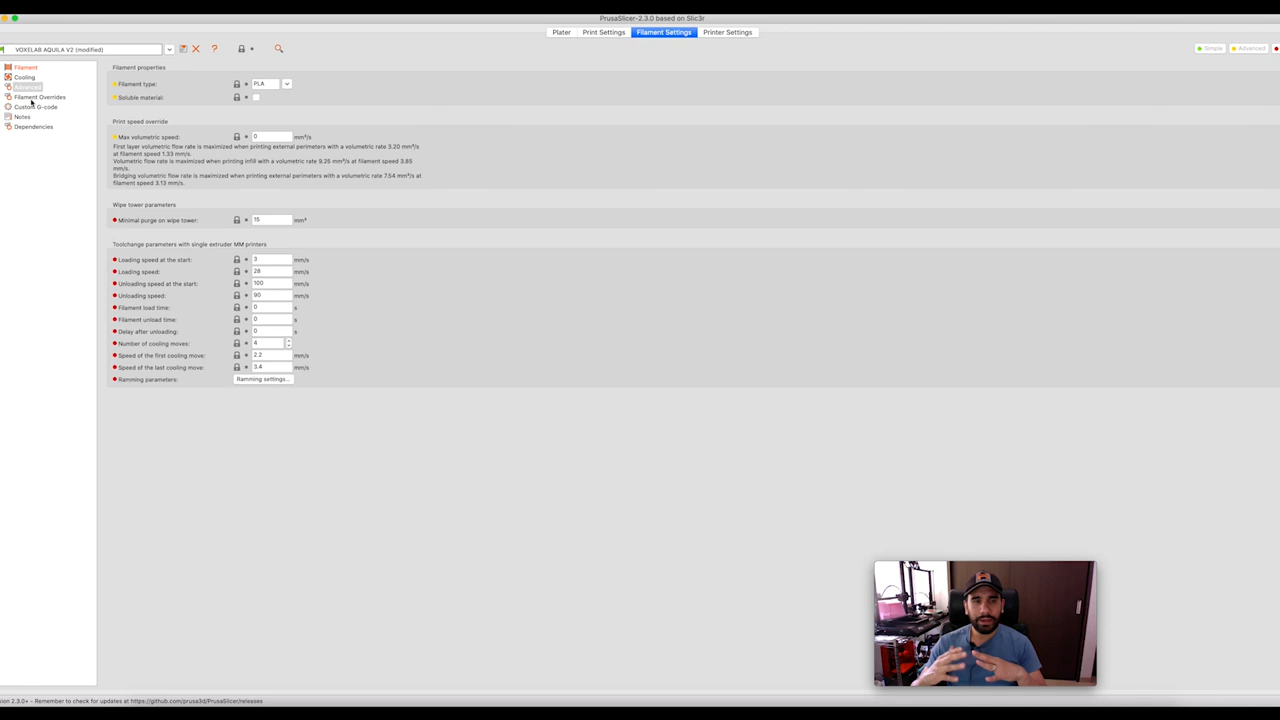 PrusaSlicer-2.3.0 based on Slic3r
Plater Print Settings Filament Settings Printer Settings
VOXELAB AQUILA V2 (modified)
Simple Advanced
Filament
Cooling
Advanced
Filament Overrides
Custom G-code
Notes
Dependencies
Filament properties
Filament type: PLA
Soluble material:
Print speed override
Max volumetric speed: 0 mm³/s
First layer volumetric flow rate is maximized when printing external perimeters with a volumetric rate 3.20 mm³/s
at filament speed 1.33 mm/s.
Volumetric flow rate is maximized when printing infill with a volumetric rate 9.26 mm³/s at filament speed 3.85
mm/s.
Bridging volumetric flow rate is maximized when printing external perimeters with a volumetric rate 7.54 mm³/s at
filament speed 3.13 mm/s.
Wipe tower parameters
Minimal purge on wipe tower: 15 mm³
Toolchange parameters with single extruder MM printers
Loading speed at the start: 3 mm/s
Loading speed: 28 mm/s
Unloading speed at the start: 100 mm/s
Unloading speed: 90 mm/s
Filament load time: 0 s
Filament unload time: 0 s
Delay after unloading: 0 s
Number of cooling moves: 4
Speed of the first cooling move: 2.2 mm/s
Speed of the last cooling move: 3.4 mm/s
Ramming parameters: Ramming settings...
sion 2.3.0+ - Remember to check for updates at https://github.com/prusa3d/PrusaSlicer/releases